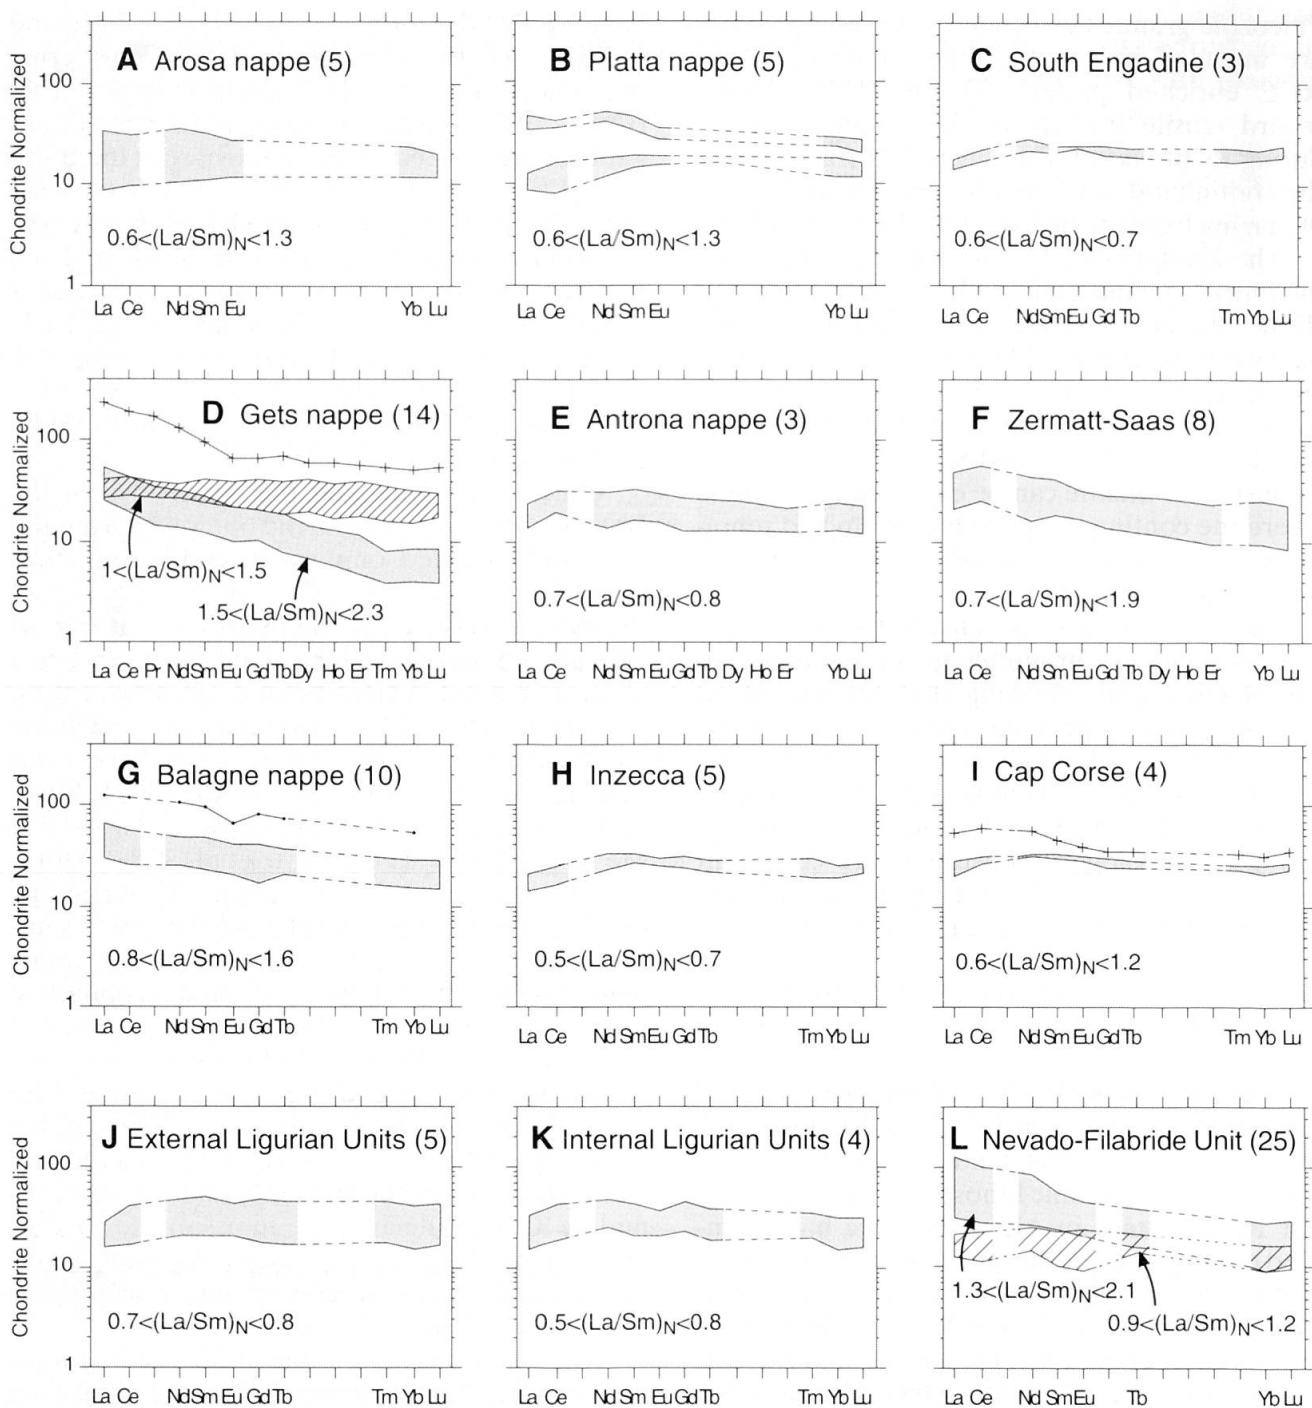 A Arosa nappe (5)
B Platta nappe (5)
C South Engadine (3)
Chondrite Normalized
100
10
1
0.6<(La/Sm)N<1.3
0.6<(La/Sm)N<1.3
0.6<(La/Sm)N<0.7
La Ce Nd Sm Eu Yb Lu
La Ce Nd Sm Eu Yb Lu
La Ce Nd Sm Eu Gd Tb Tm Yb Lu
D Gets nappe (14)
E Antrona nappe (3)
F Zermatt-Saas (8)
Chondrite Normalized
100
10
1
1<(La/Sm)N<1.5
1.5<(La/Sm)N<2.3
0.7<(La/Sm)N<0.8
0.7<(La/Sm)N<1.9
La Ce Pr Nd Sm Eu Gd Tb Dy Ho Er Tm Yb Lu
La Ce Nd Sm Eu Gd Tb Dy Ho Er Yb Lu
La Ce Nd Sm Eu Gd Tb Dy Ho Er Yb Lu
G Balagne nappe (10)
H Inzecca (5)
I Cap Corse (4)
Chondrite Normalized
100
10
1
0.8<(La/Sm)N<1.6
0.5<(La/Sm)N<0.7
0.6<(La/Sm)N<1.2
La Ce Nd Sm Eu Gd Tb Tm Yb Lu
La Ce Nd Sm Eu Gd Tb Tm Yb Lu
La Ce Nd Sm Eu Gd Tb Tm Yb Lu
J External Ligurian Units (5)
K Internal Ligurian Units (4)
L Nevado-Filabride Unit (25)
Chondrite Normalized
100
10
1
0.7<(La/Sm)N<0.8
0.5<(La/Sm)N<0.8
1.3<(La/Sm)N<2.1
0.9<(La/Sm)N<1.2
La Ce Nd Sm Eu Gd Tb Tm Yb Lu
La Ce Nd Sm Eu Gd Tb Tm Yb Lu
La Ce Nd Sm Eu Tb Yb Lu